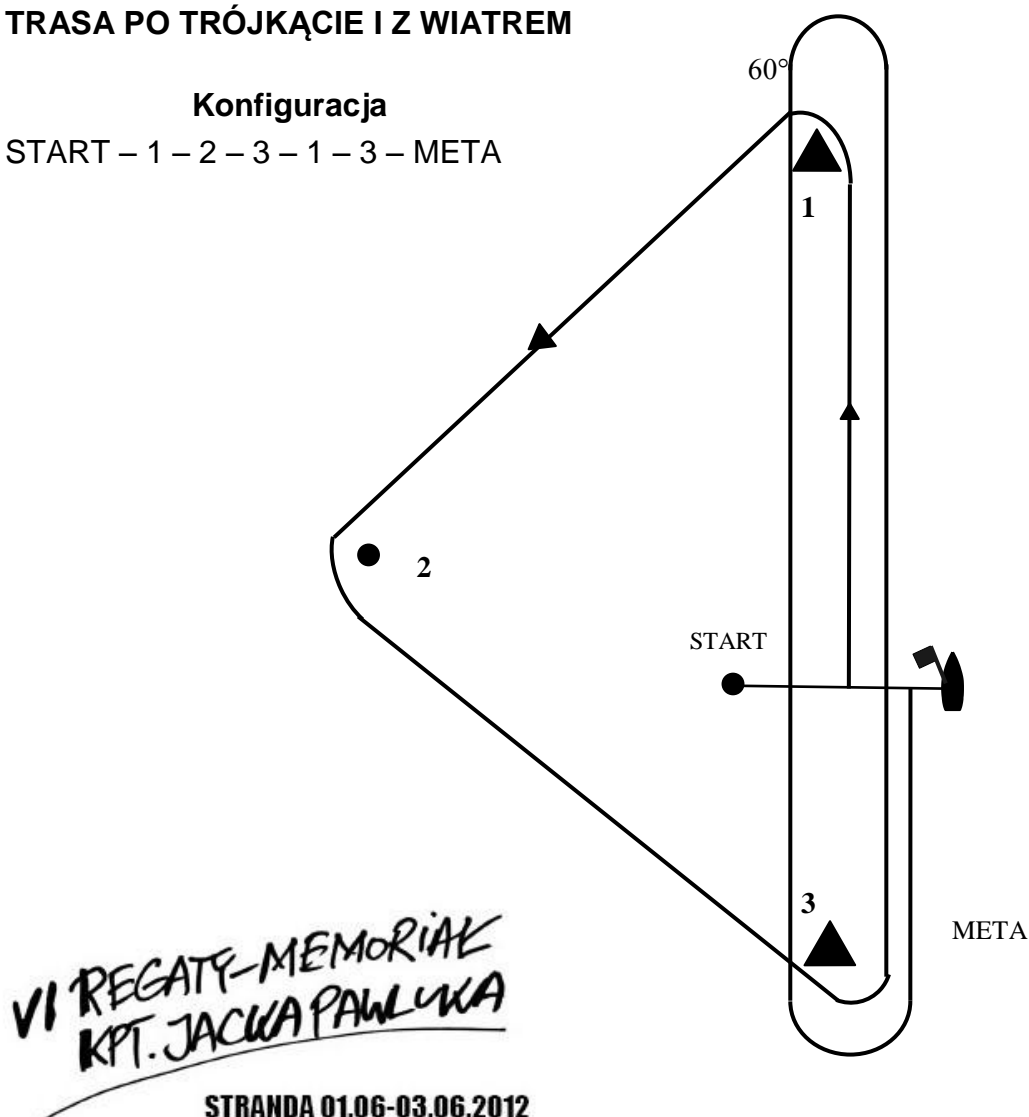 TRASA PO TRÓJKĄCIE I Z WIATREM
Konfiguracja
START – 1 – 2 – 3 – 1 – 3 – META
60°
1
2
START
3
META
VI REGATY-MEMORIAŁ
KPT. JACKA PAWLUKA
STRANDA 01.06-03.06.2012